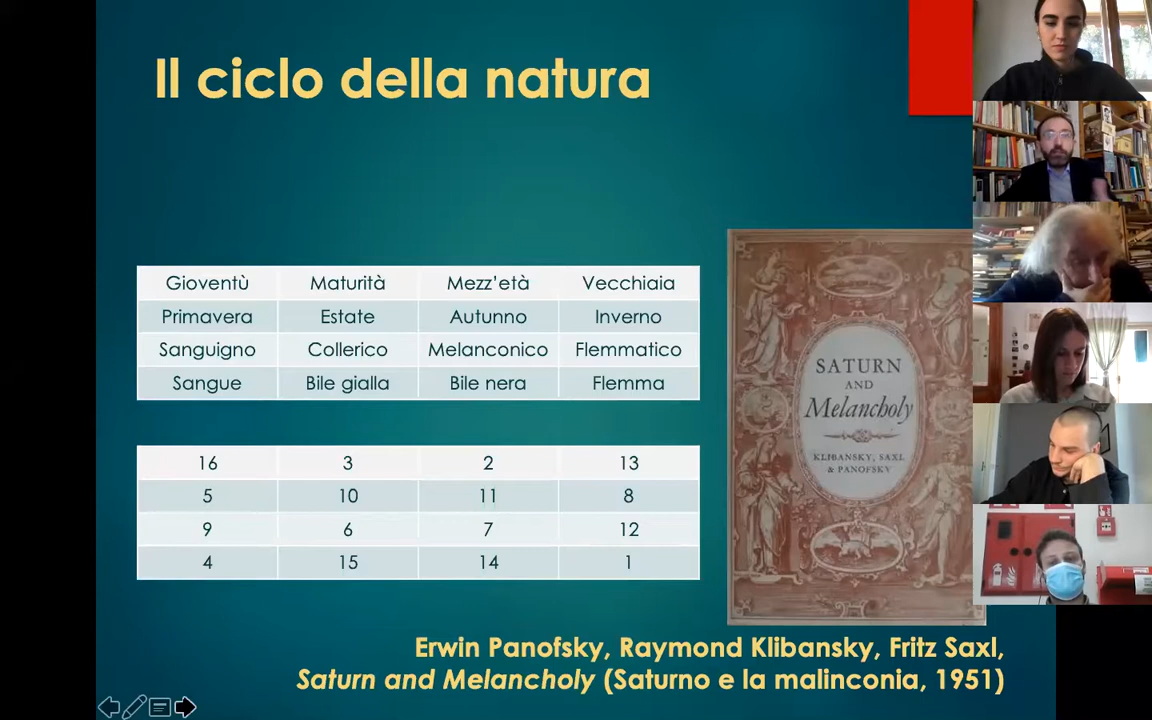 Il ciclo della natura
Gioventù Maturità Mezz'età Vecchiaia
Primavera Estate Autunno Inverno
Sanguigno Collerico Melanconico Flemmatico
Sangue Bile gialla Bile nera Flemma
16 3 2 13
5 10 11 8
9 6 7 12
4 15 14 1
SATURN
AND
Melancholy
KLIBANSKY, SAXL
& PANOFSKY
Erwin Panofsky, Raymond Klibansky, Fritz Saxl,
Saturn and Melancholy (Saturno e la malinconia, 1951)